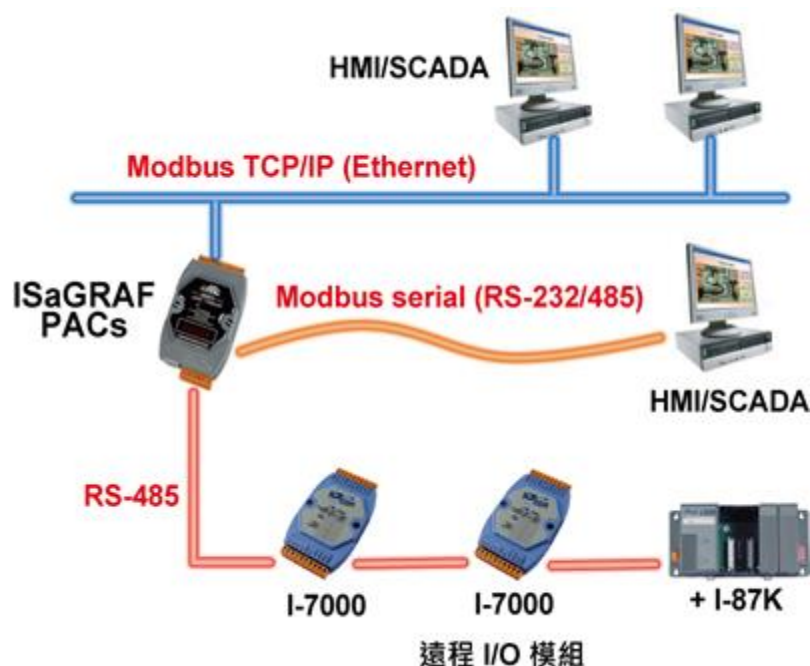 HMI/SCADA
Modbus TCP/IP (Ethernet)
ISaGRAF
PACs
Modbus serial (RS-232/485)
HMI/SCADA
RS-485
I-7000
I-7000
+ I-87K
遠程 I/O 模組